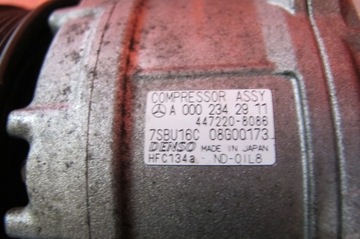 COMPRESSOR ASSY
A 000 234 29 11
447220-8086
7SBU16C 08G00173
DENSO MADE IN JAPAN
HFC134a - ND-OIL8